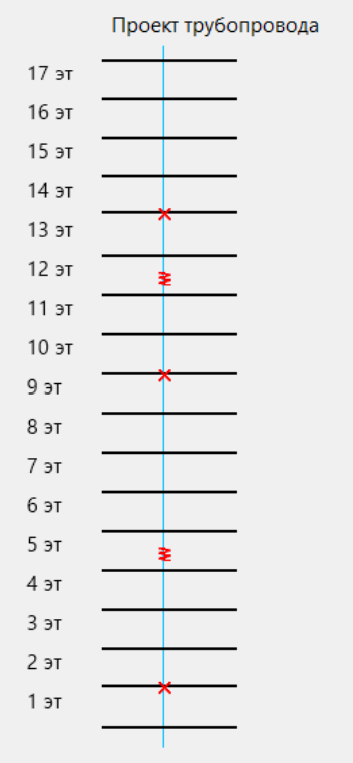 Проект трубопровода
17 эт
16 эт
15 эт
14 эт
13 эт
12 эт
11 эт
10 эт
9 эт
8 эт
7 эт
6 эт
5 эт
4 эт
3 эт
2 эт
1 эт